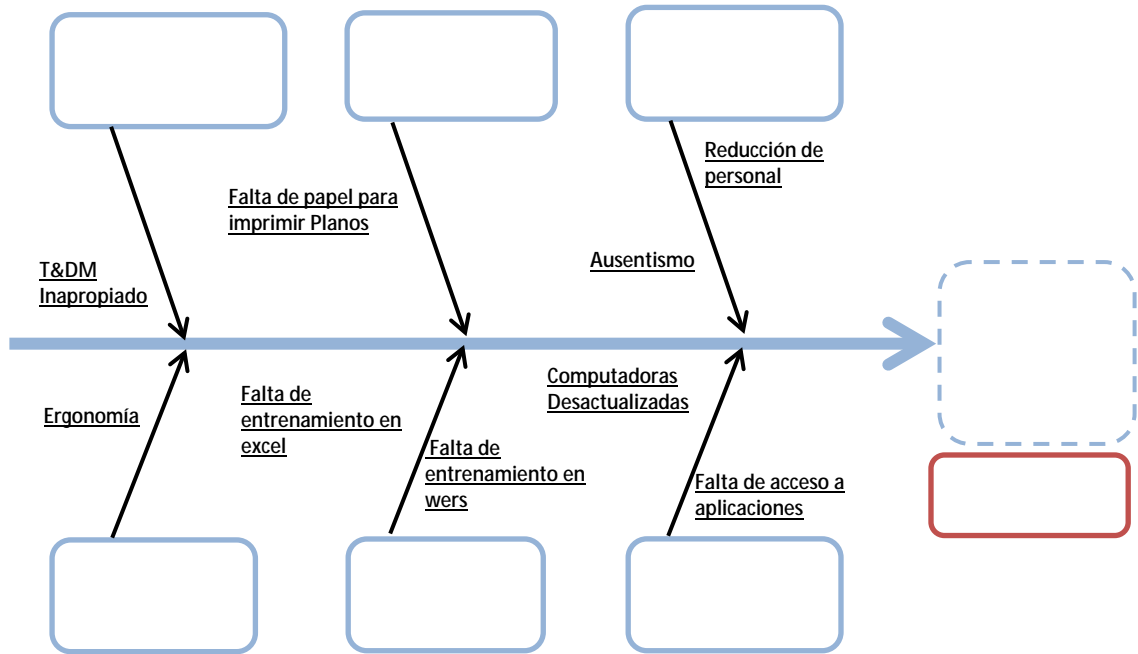 Reducción de
personal
Falta de papel para
imprimir Planos
Ausentismo
T&DM
Inapropiado
Computadoras
Desactualizadas
Ergonomía
Falta de
entrenamiento en
excel
Falta de
entrenamiento en
wers
Falta de acceso a
aplicaciones